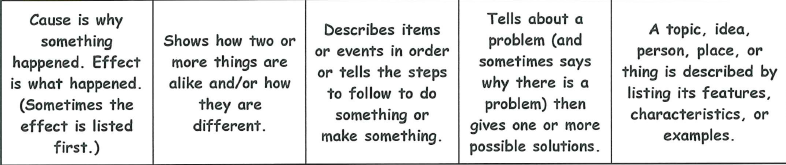 Cause is why
something
happened. Effect
is what happened.
(Sometimes the
effect is listed
first.)
Shows how two or
more things are
alike and/or how
they are
different.
Describes items
or events in order
or tells the steps
to follow to do
something or
make something.
Tells about a
problem (and
sometimes says
why there is a
problem) then
gives one or more
possible solutions.
A topic, idea,
person, place, or
thing is described by
listing its features,
characteristics, or
examples.